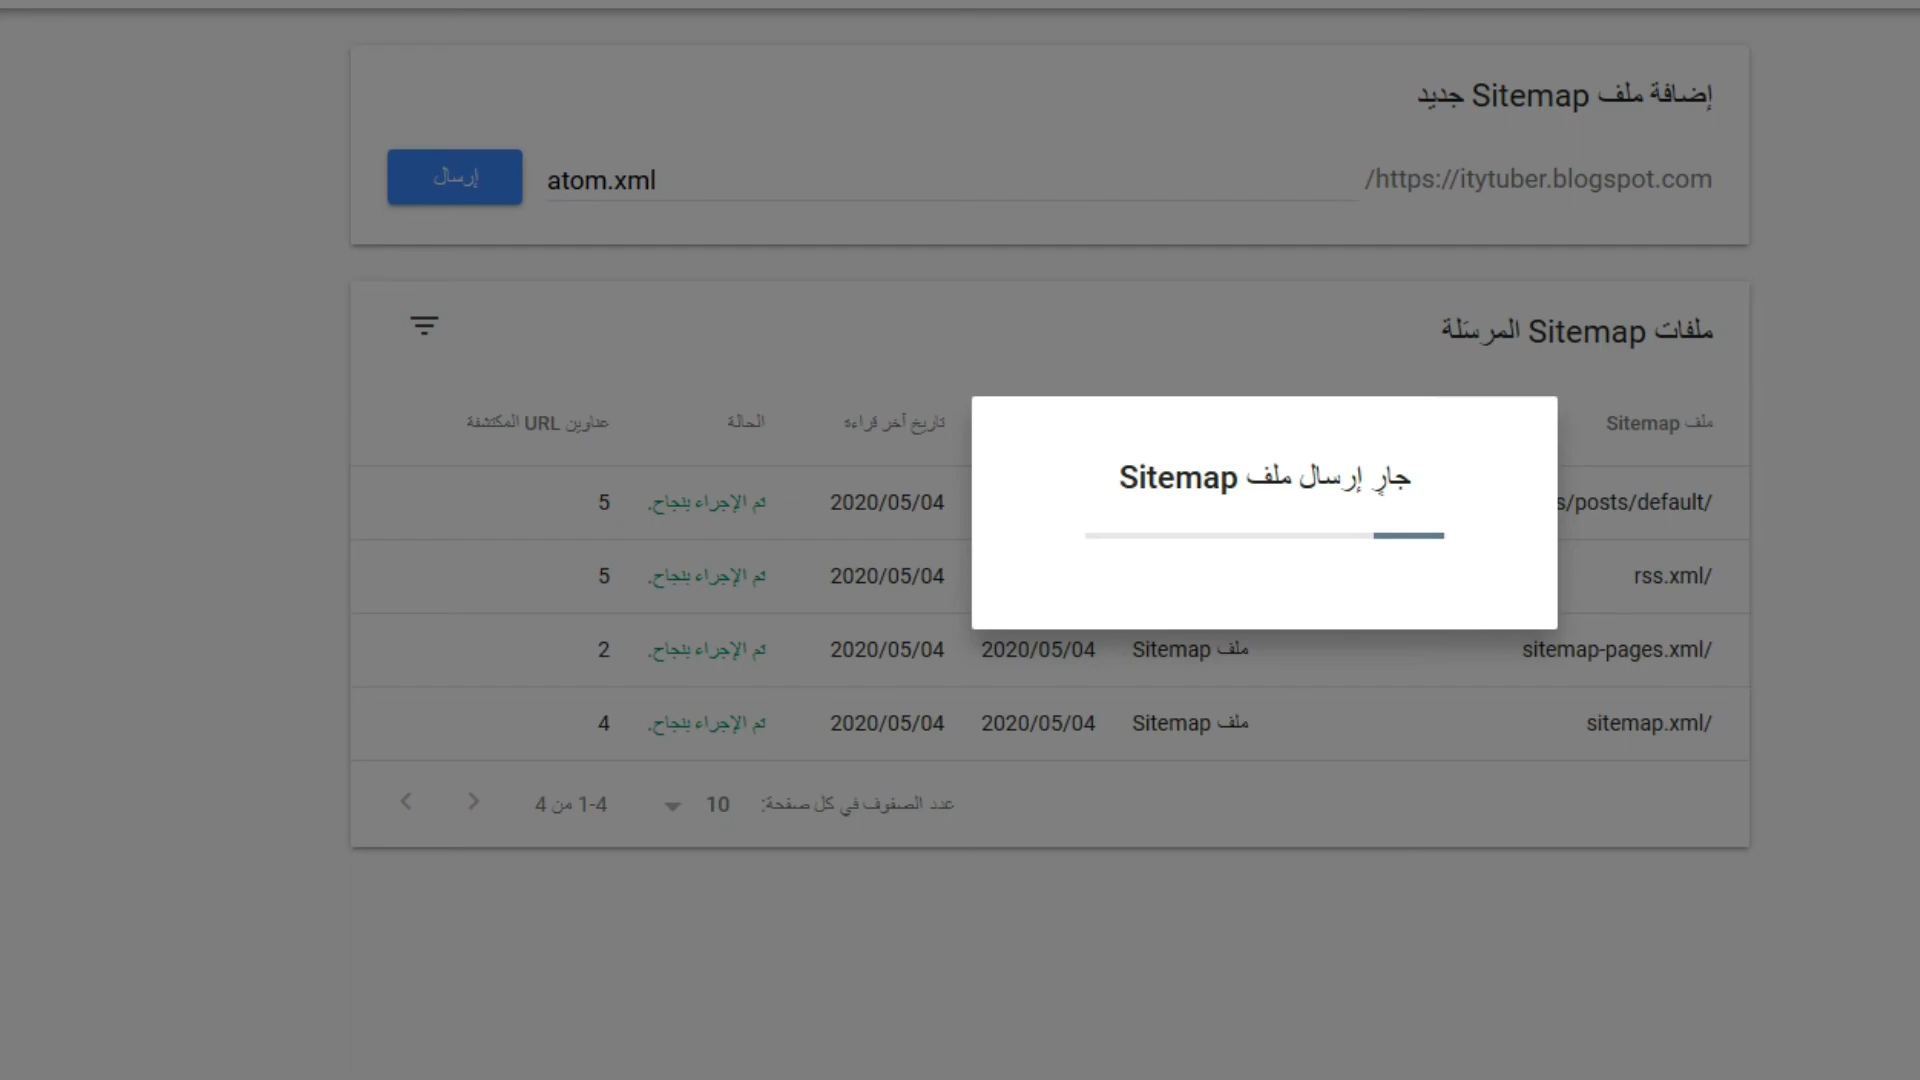 إضافة ملف Sitemap جديد
https://itytuber.blogspot.com/
atom.xml
إرسال
ملفات Sitemap المرسَلة
ملف Sitemap
تاريخ آخر قراءة
الحالة
عناوين URL المكتشفة
s/posts/default/
2020/05/04
تم الإجراء بنجاح.
5
rss.xml/
2020/05/04
تم الإجراء بنجاح.
5
sitemap-pages.xml/
ملف Sitemap
2020/05/04
2020/05/04
تم الإجراء بنجاح.
2
sitemap.xml/
ملف Sitemap
2020/05/04
2020/05/04
تم الإجراء بنجاح.
4
عدد الصفوف في كل صفحة:
10
1-4 من 4
جارٍ إرسال ملف Sitemap